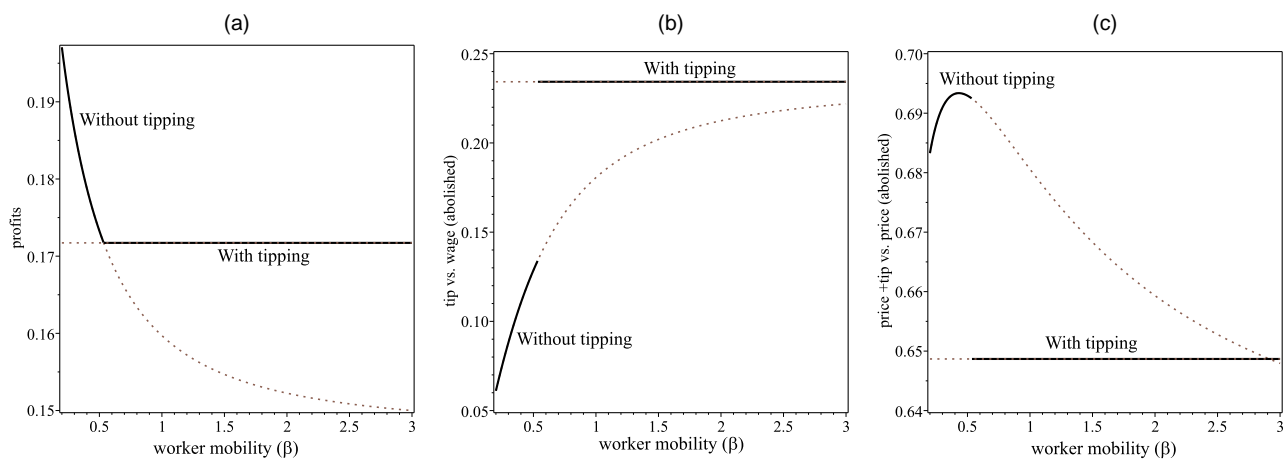 (a)
profits
0.19
0.18
0.17
0.16
0.15
Without tipping
With tipping
0.5
1
1.5
2
2.5
3
worker mobility (β)
(b)
tip vs. wage (abolished)
0.25
0.20
0.15
0.10
0.05
With tipping
Without tipping
0.5
1
1.5
2
2.5
3
worker mobility (β)
(c)
price +tip vs. price (abolished)
0.70
0.69
0.68
0.67
0.66
0.65
0.64
Without tipping
With tipping
0.5
1
1.5
2
2.5
3
worker mobility (β)